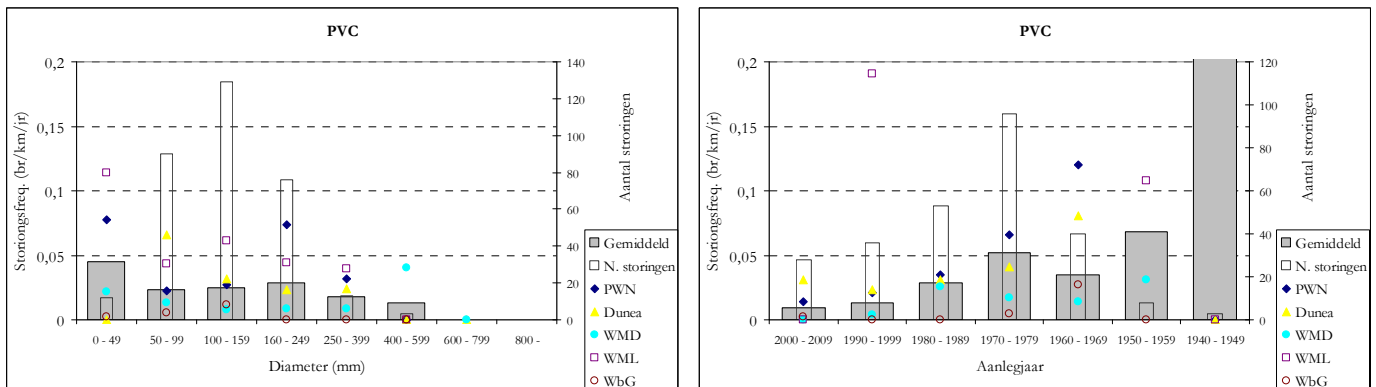 PVC
0,2
0,15
0,1
0,05
0
140
120
100
80
60
40
20
0
Storiongsfreq. (br/km/jr)
Aantal stroringen
0 - 49
50 - 99
100 - 159
160 - 249
250 - 399
400 - 599
600 - 799
800 -
Diameter (mm)
Gemiddeld
N. storingen
PWN
Dunea
WMD
WML
WbG
PVC
0,2
0,15
0,1
0,05
0
120
100
80
60
40
20
0
Storiongsfreq. (br/km/jr)
Aantal stroringen
2000 - 2009
1990 - 1999
1980 - 1989
1970 - 1979
1960 - 1969
1950 - 1959
1940 - 1949
Aanlegjaar
Gemiddeld
N. storingen
PWN
Dunea
WMD
WML
WbG